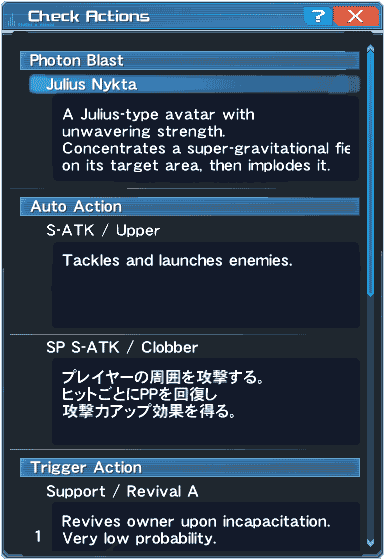 Check Actions
?
Photon Blast
Julius Nykta
A Julius-type avatar with
unwavering strength.
Concentrates a super-gravitational fie
on its target area, then implodes it.
Auto Action
S-ATK / Upper
Tackles and launches enemies.
SP S-ATK / Clobber
プレイヤーの周囲を攻撃する。
ヒットごとにPPを回復し
攻撃力アップ効果を得る。
Trigger Action
Support / Revival A
1
Revives owner upon incapacitation.
Very low probability.